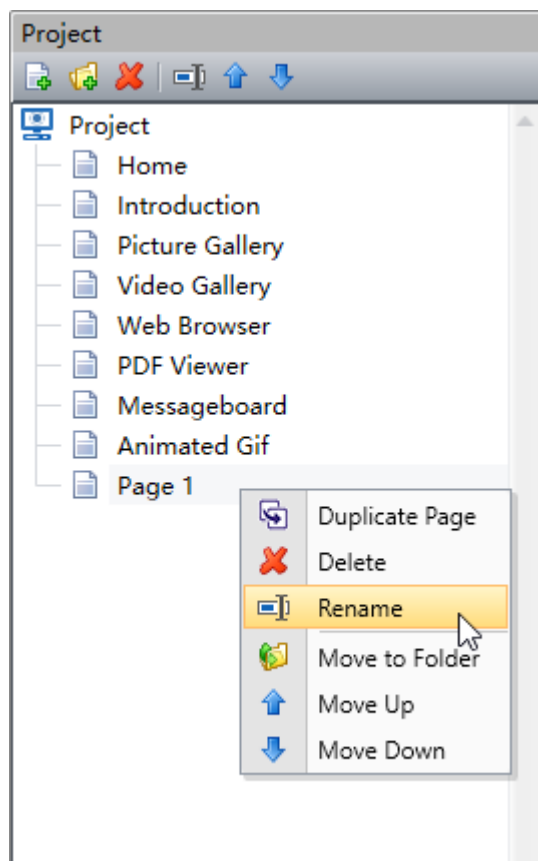 Project
Project
Home
Introduction
Picture Gallery
Video Gallery
Web Browser
PDF Viewer
Messageboard
Animated Gif
Page 1
Duplicate Page
Delete
Rename
Move to Folder
Move Up
Move Down